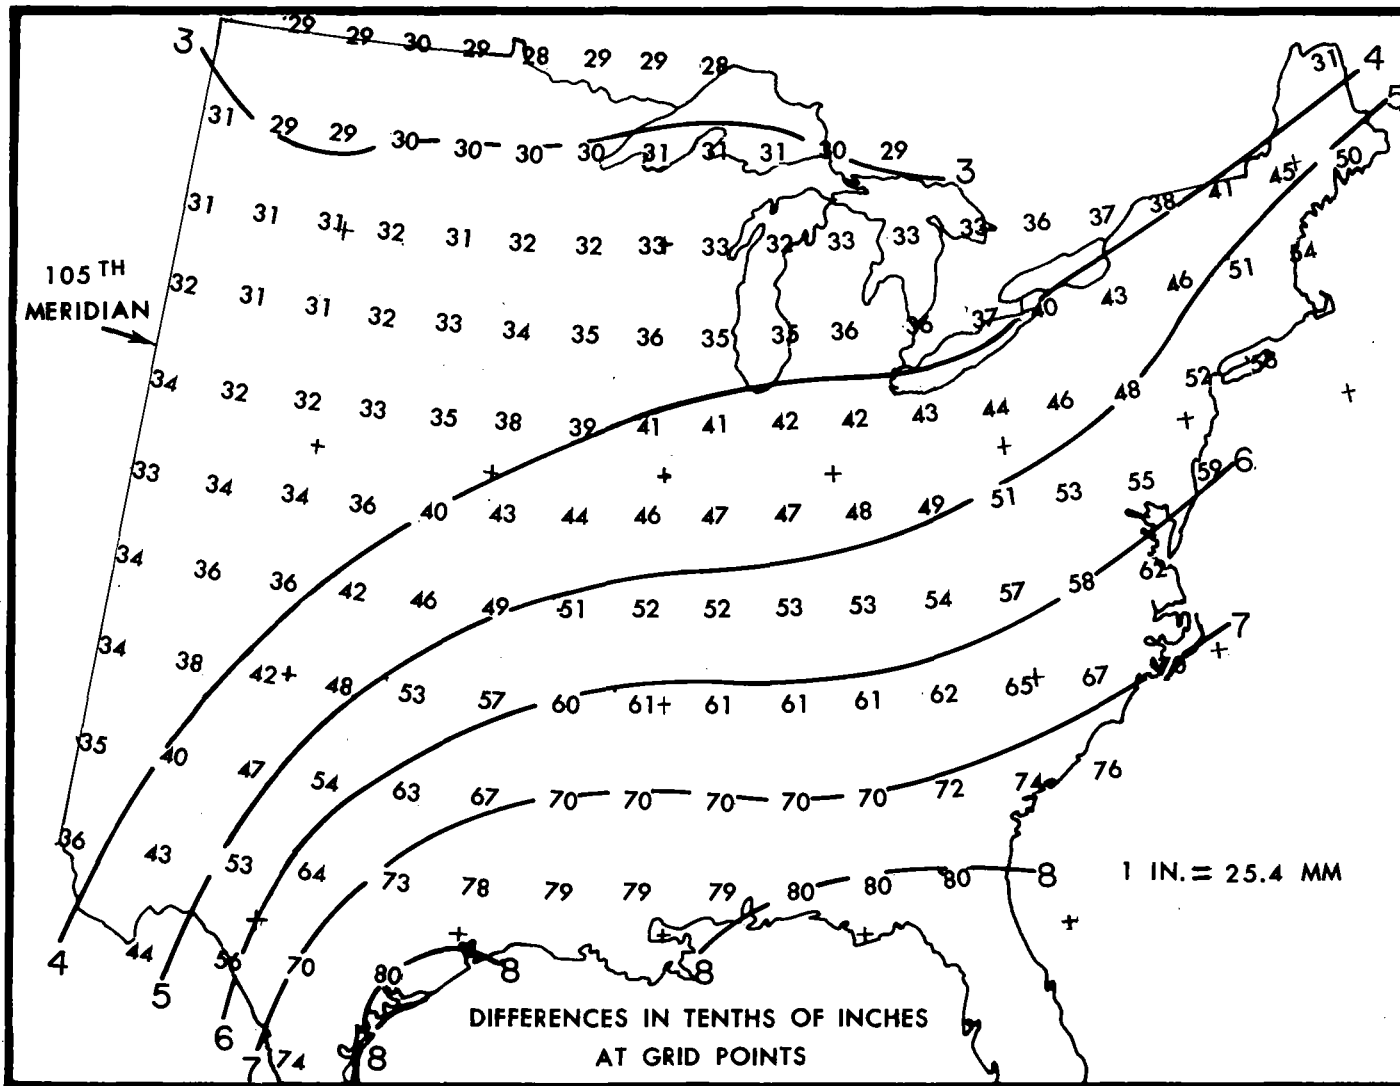 29 29 30 29 28 29 29 28 31 4
3
5
31 29 29 30 30 30 30 31 31 31 30 29 3
45 50
31 31 31 32 31 32 32 33 33 32 33 33 33 36 37 38 41
54
105TH
MERIDIAN
32 31 31 32 33 34 35 36 35 35 36 36 37 40 43 46 51
34 32 32 33 35 38 39 41 41 42 42 43 44 46 48 52
33 34 34 36 40 43 44 46 47 47 48 49 51 53 55 59 6
34 36 36 42 46 49 51 52 52 53 53 54 57 58 62
34 38 42 48 53 57 60 61 61 61 61 62 65 67 7
35 40 47 54 63 67 70 70 70 70 70 72 74 76
36 43 53 64 73 78 79 79 79 80 80 80 8
1 IN. = 25.4 MM
4 44 5 56 70 80 8 8
6 7 74 8
DIFFERENCES IN TENTHS OF INCHES
AT GRID POINTS